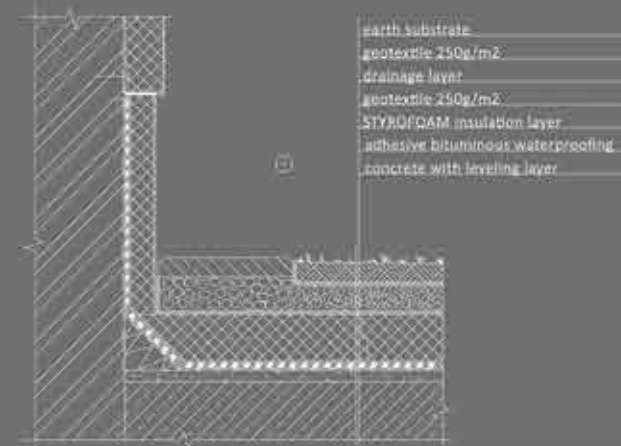 earth substrate
geotextile 250g/m2
drainage layer
geotextile 250g/m2
STYROFOAM insulation layer
adhesive bituminous waterproofing
concrete with leveling layer